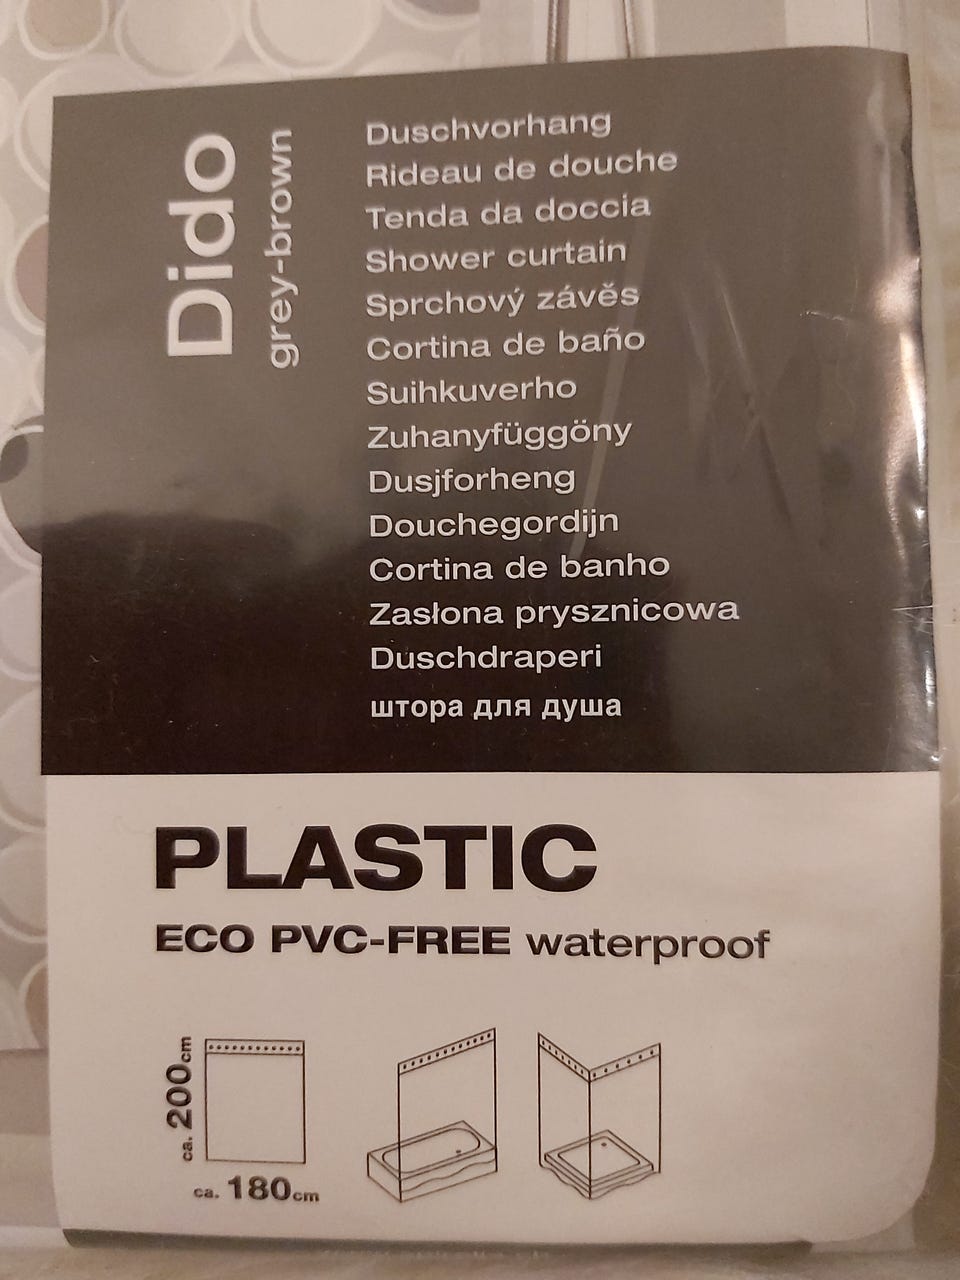 Dido
grey-brown
Duschvorhang
Rideau de douche
Tenda da doccia
Shower curtain
Sprchový závěs
Cortina de baño
Suihkuverho
Zuhanyfüggöny
Dusjforheng
Douchegordijn
Cortina de banho
Zasłona prysznicowa
Duschdraperi
штора для душа
PLASTIC
ECO PVC-FREE waterproof
ca. 200cm
ca. 180cm